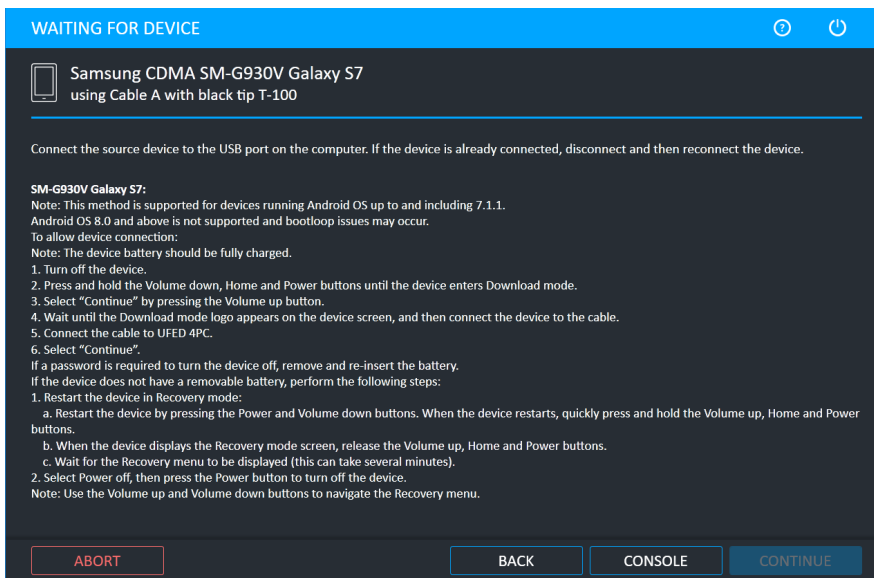 WAITING FOR DEVICE
?
Samsung CDMA SM-G930V Galaxy S7
using Cable A with black tip T-100
Connect the source device to the USB port on the computer. If the device is already connected, disconnect and then reconnect the device.
SM-G930V Galaxy S7:
Note: This method is supported for devices running Android OS up to and including 7.1.1.
Android OS 8.0 and above is not supported and bootloop issues may occur.
To allow device connection:
Note: The device battery should be fully charged.
1. Turn off the device.
2. Press and hold the Volume down, Home and Power buttons until the device enters Download mode.
3. Select “Continue” by pressing the Volume up button.
4. Wait until the Download mode logo appears on the device screen, and then connect the device to the cable.
5. Connect the cable to UFED 4PC.
6. Select “Continue”.
If a password is required to turn the device off, remove and re-insert the battery.
If the device does not have a removable battery, perform the following steps:
1. Restart the device in Recovery mode:
a. Restart the device by pressing the Power and Volume down buttons. When the device restarts, quickly press and hold the Volume up, Home and Power
buttons.
b. When the device displays the Recovery mode screen, release the Volume up, Home and Power buttons.
c. Wait for the Recovery menu to be displayed (this can take several minutes).
2. Select Power off, then press the Power button to turn off the device.
Note: Use the Volume up and Volume down buttons to navigate the Recovery menu.
ABORT
BACK
CONSOLE
CONTINUE